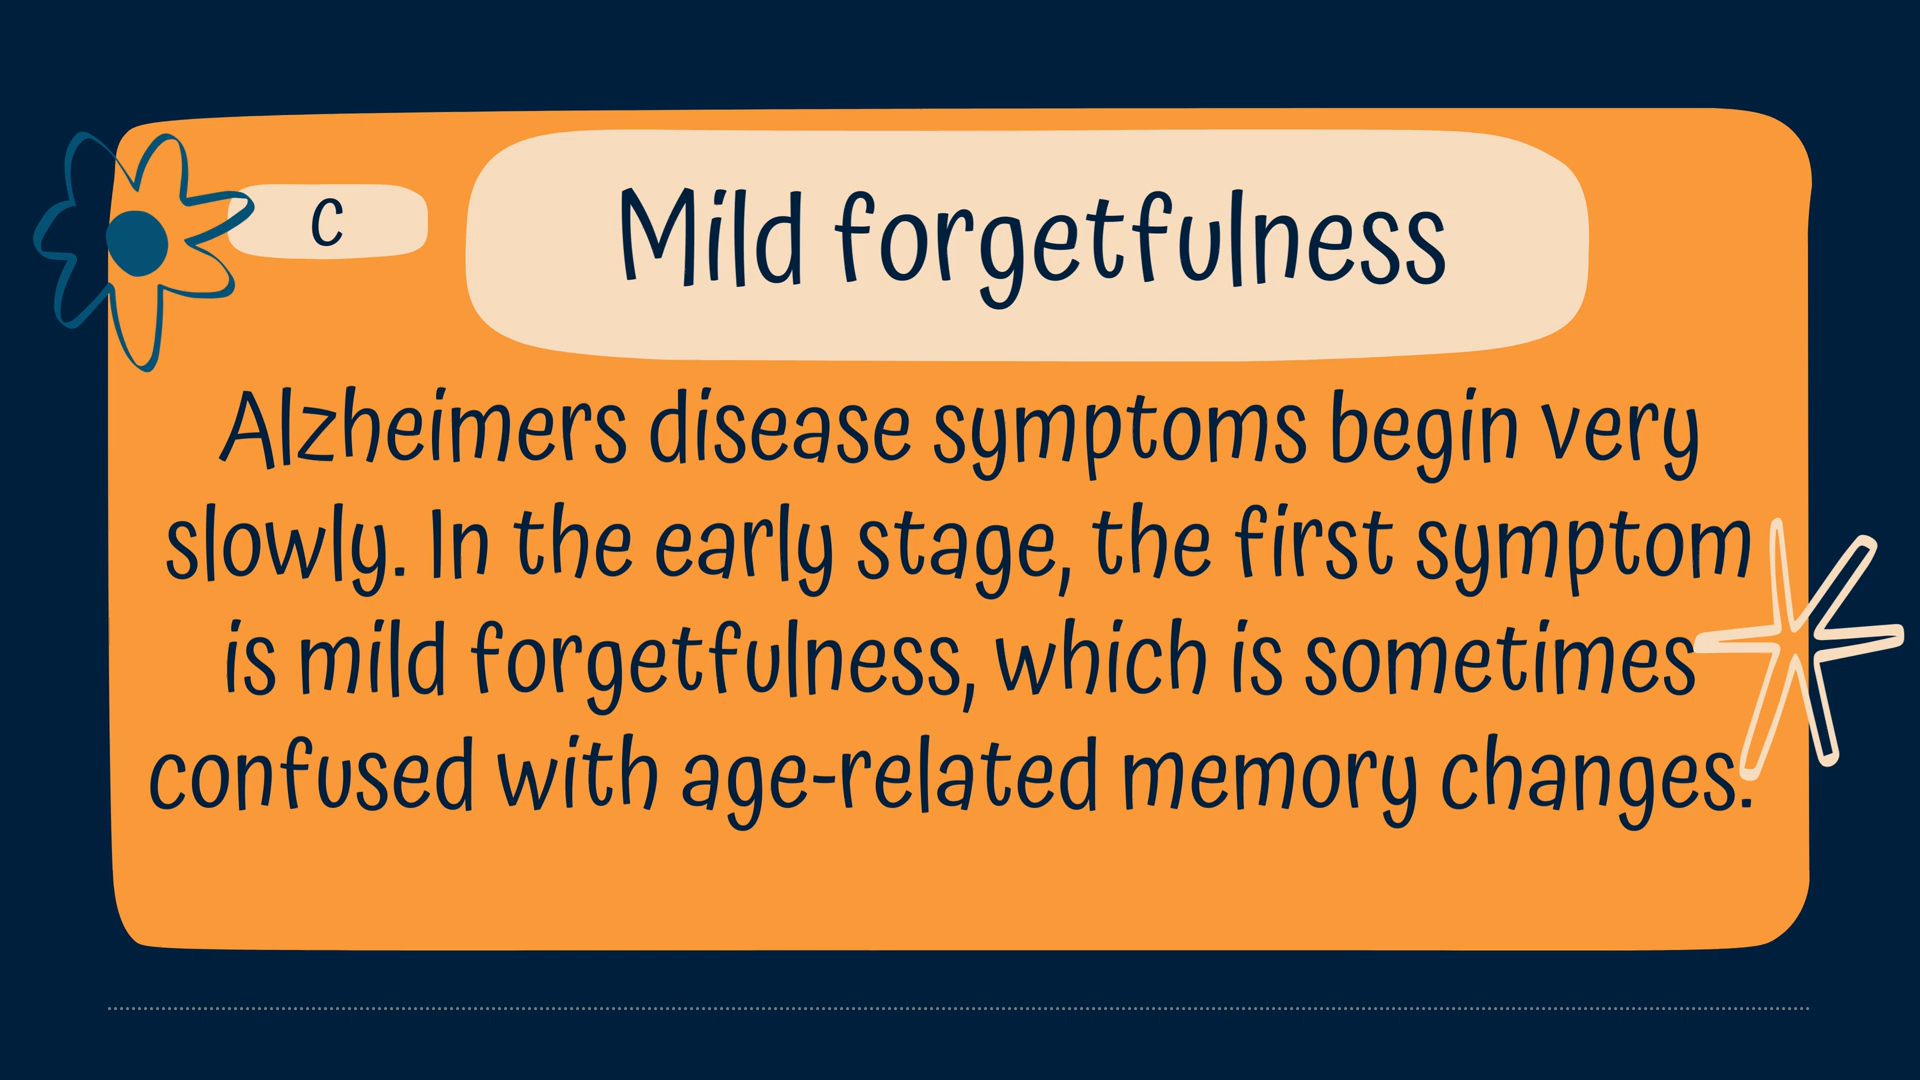 C
Mild forgetfulness
Alzheimers disease symptoms begin very
slowly. In the early stage, the first symptom
is mild forgetfulness, which is sometimes
confused with age-related memory changes.